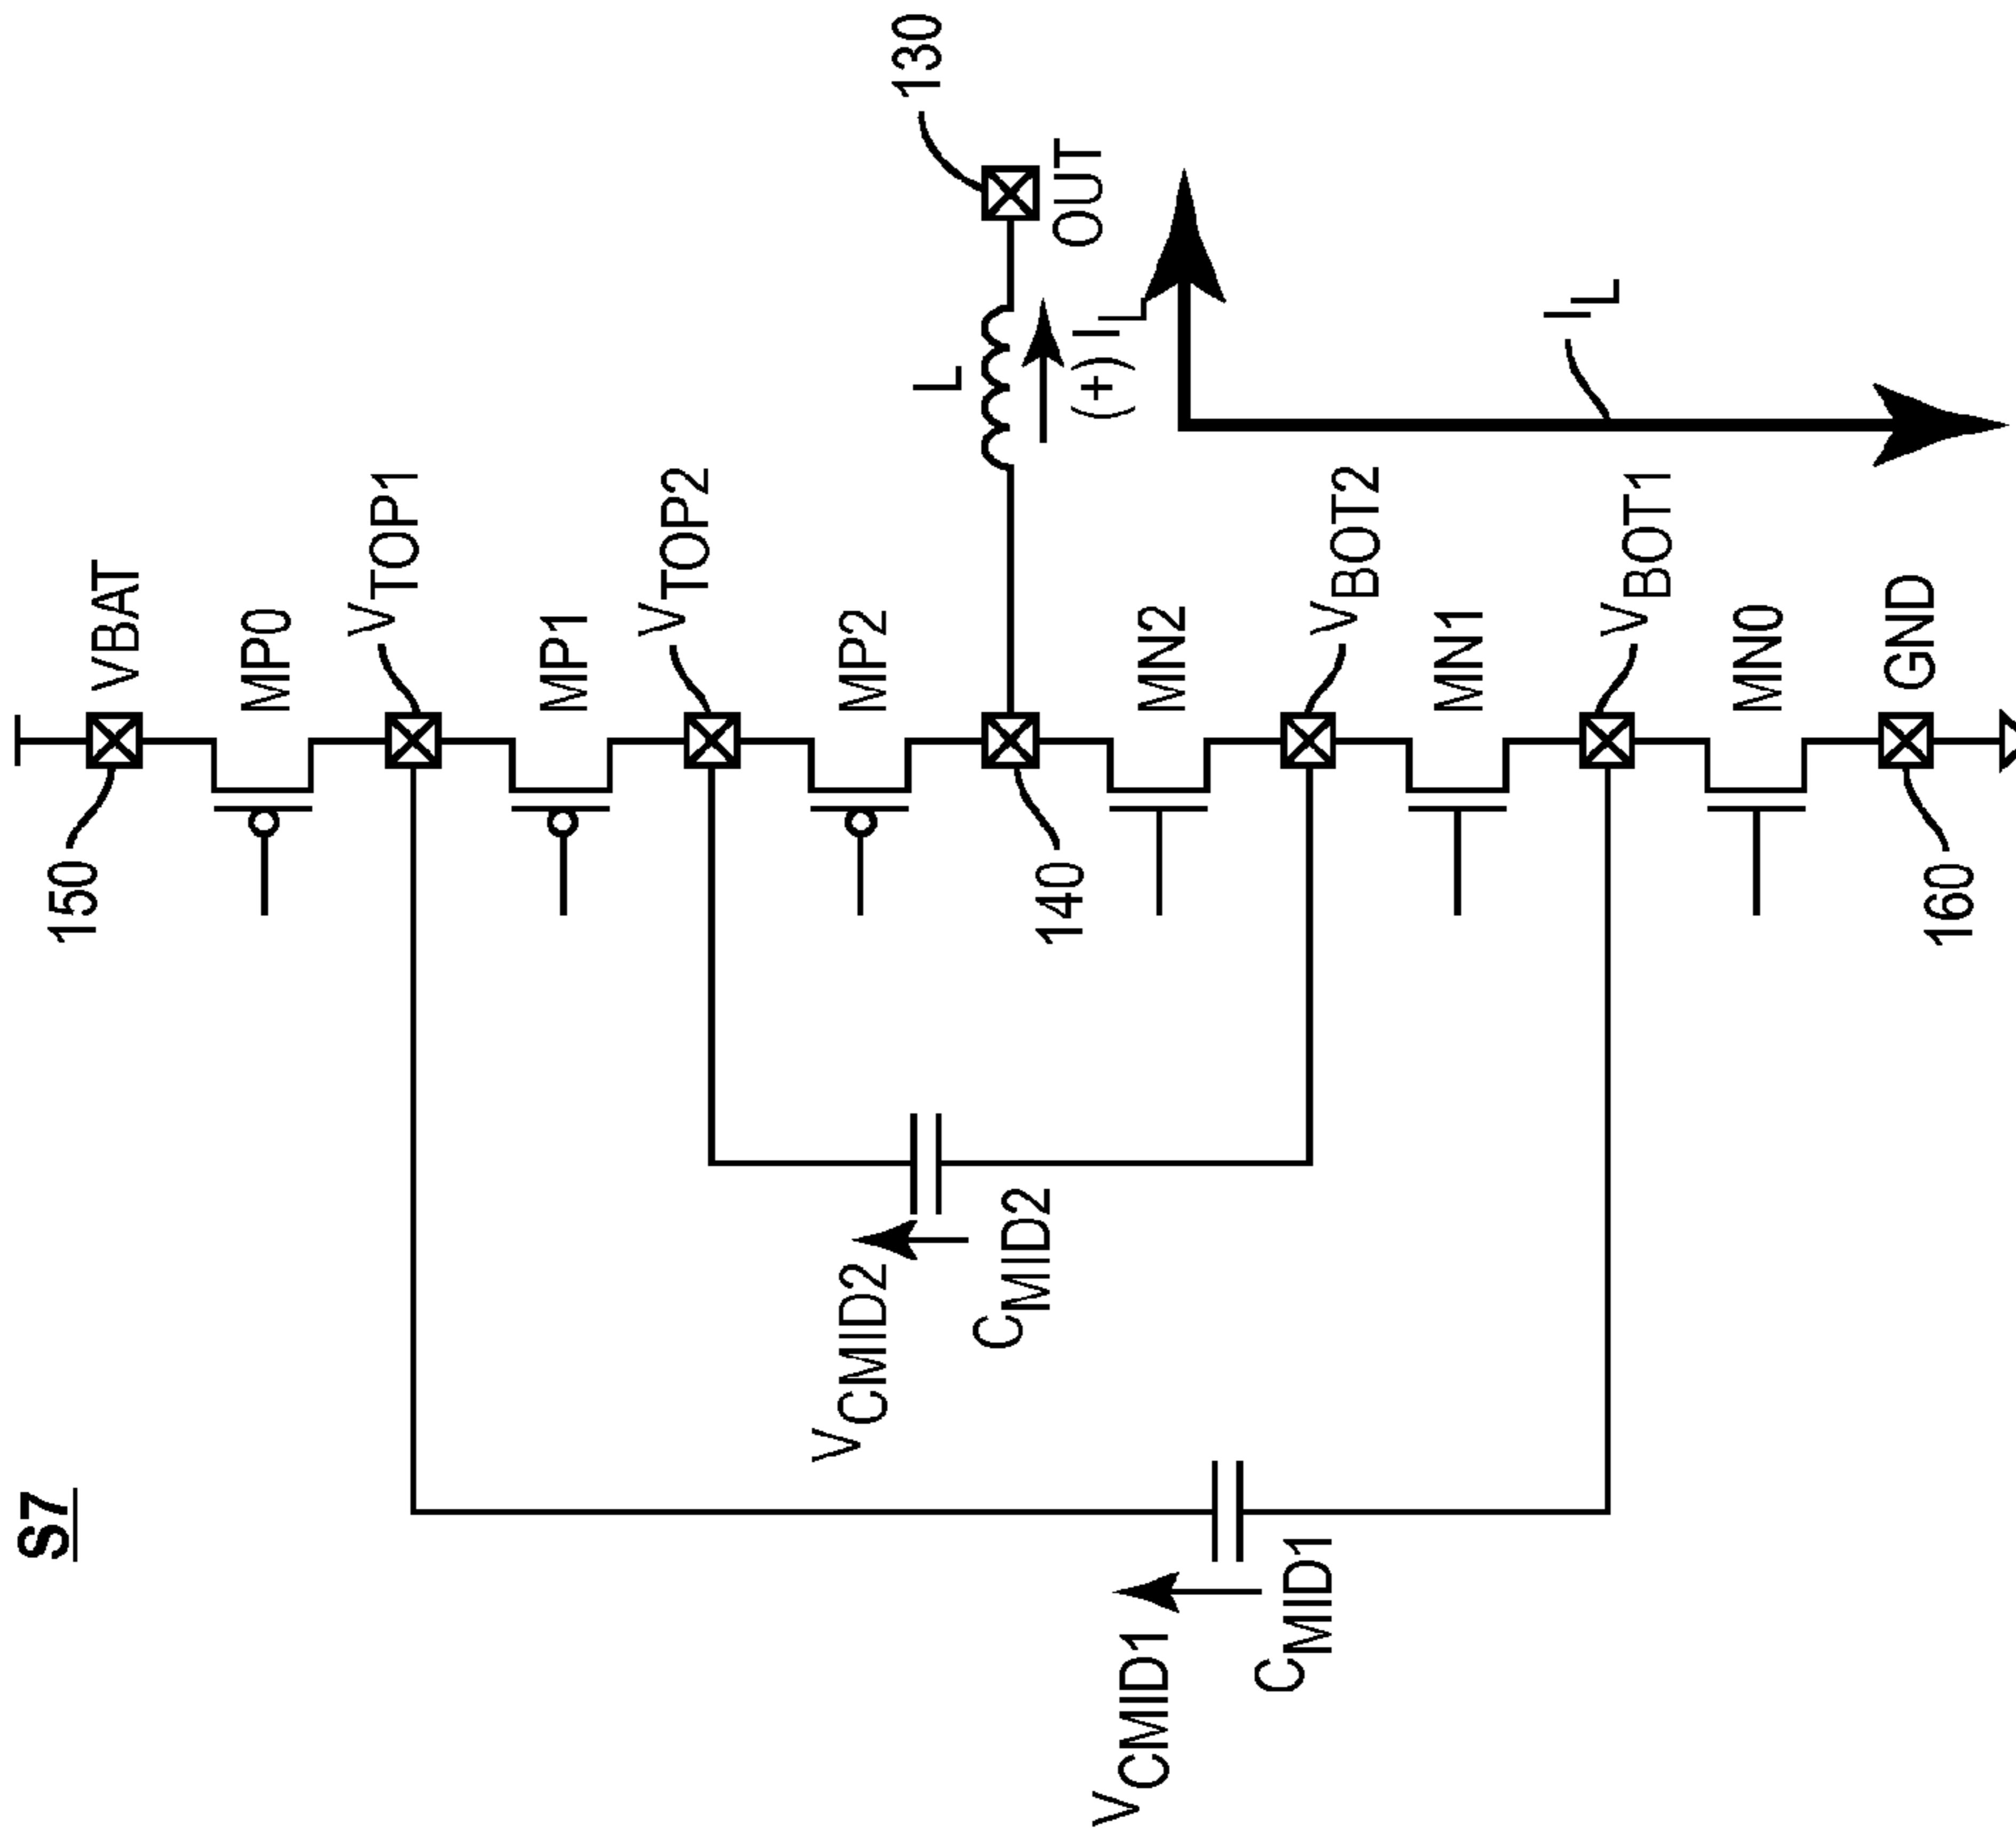 S7
VBAT
150
MP0
VTOP1
MP1
VTOP2
MP2
130
L
OUT
(+) IL
140
MN2
VBOT2
MN1
VBOT1
MN0
GND
160
IL
VCMID2
CMID2
VCMID1
CMID1